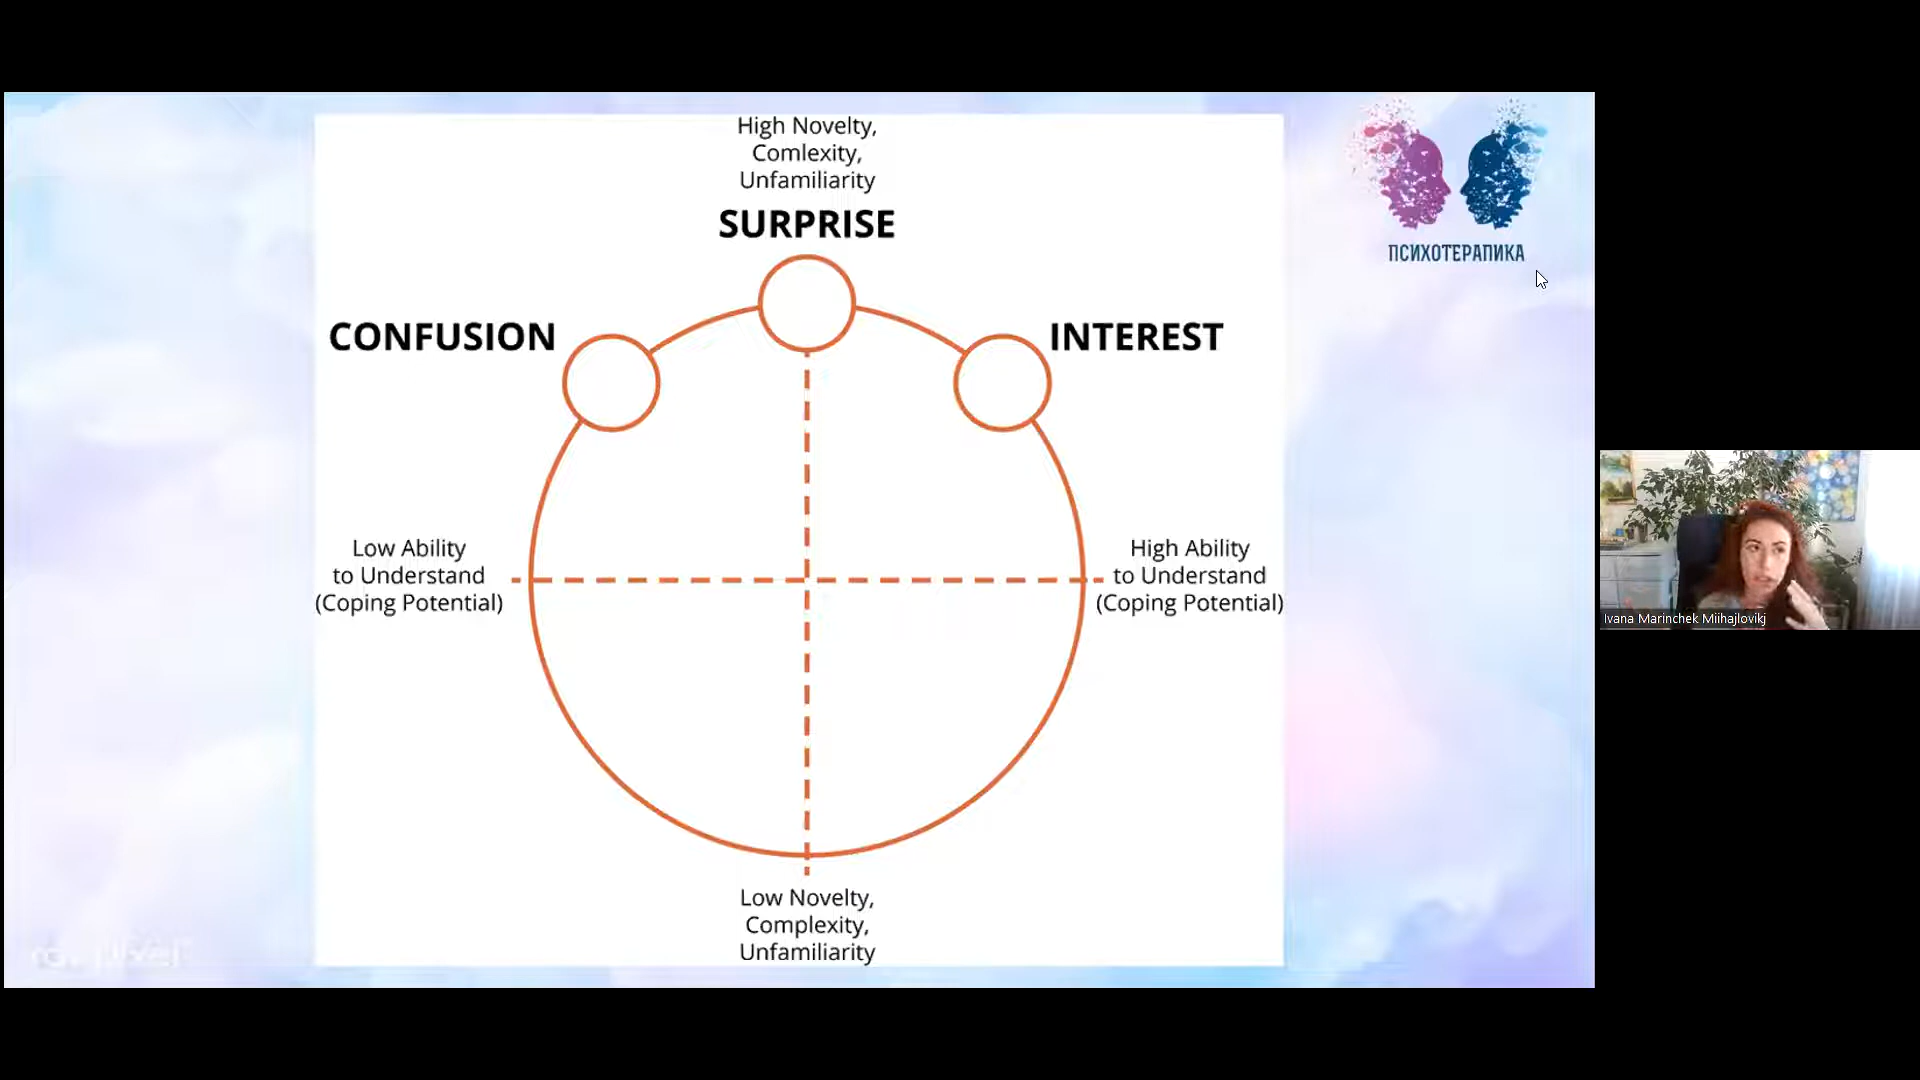 High Novelty,
Comlexity,
Unfamiliarity
SURPRISE
CONFUSION
INTEREST
ПСИХОТЕРАПИКА
Low Ability
to Understand
(Coping Potential)
High Ability
to Understand
(Coping Potential)
Low Novelty,
Complexity,
Unfamiliarity
Ivana Marinchek Miihajlovikj